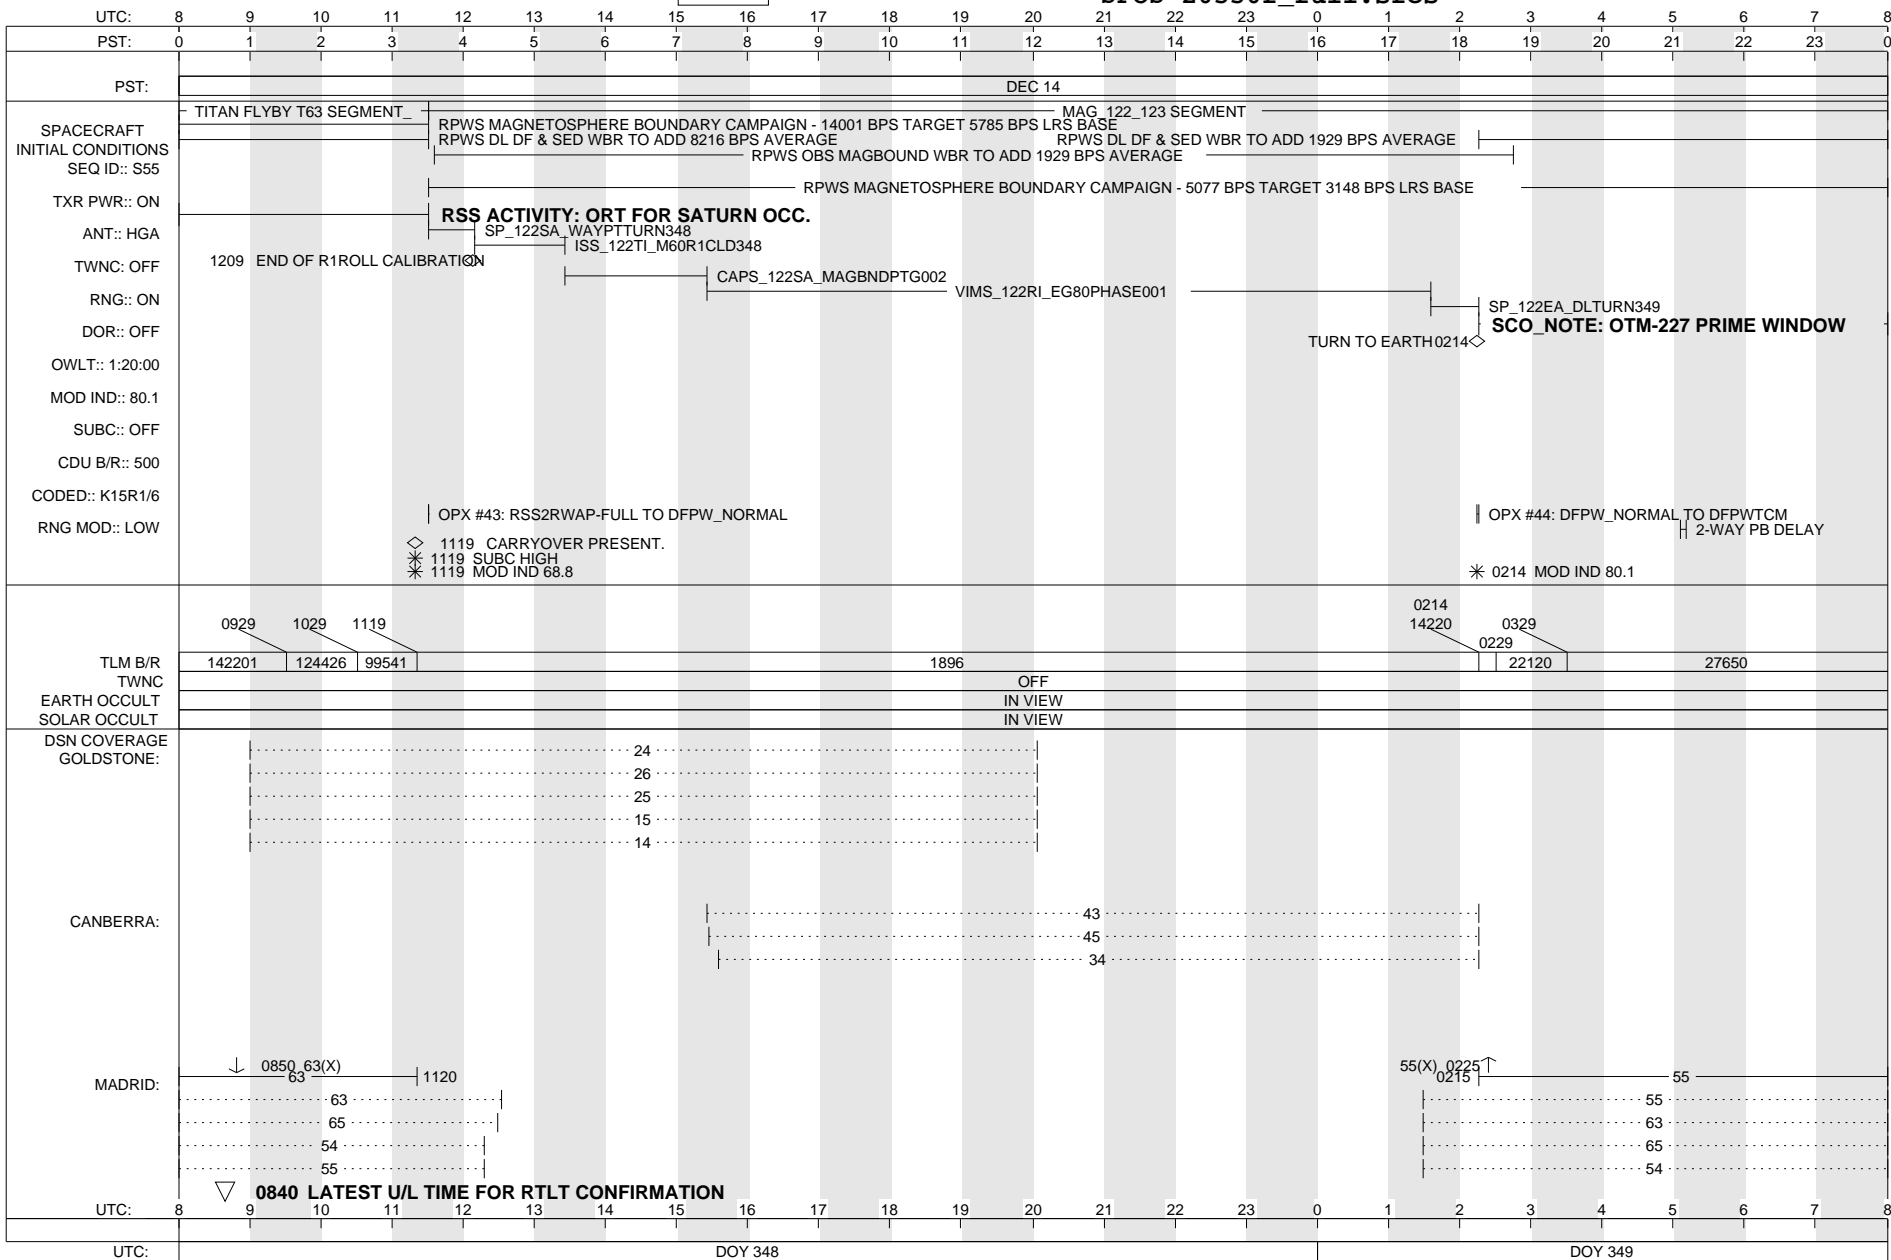 UTC: 8 9 10 11 12 13 14 15 16 17 18 19 20 21 22 23 0 1 2 3 4 5 6 7 8
PST: 0 1 2 3 4 5 6 7 8 9 10 11 12 13 14 15 16 17 18 19 20 21 22 23 0
PST: DEC 14
TITAN FLYBY T63 SEGMENT_ MAG_122_123 SEGMENT
SPACECRAFT
INITIAL CONDITIONS
RPWS MAGNETOSPHERE BOUNDARY CAMPAIGN - 14001 BPS TARGET 5785 BPS LRS BASE
RPWS DL DF & SED WBR TO ADD 8216 BPS AVERAGE RPWS DL DF & SED WBR TO ADD 1929 BPS AVERAGE
RPWS OBS MAGBOUND WBR TO ADD 1929 BPS AVERAGE
SEQ ID:: S55
RPWS MAGNETOSPHERE BOUNDARY CAMPAIGN - 5077 BPS TARGET 3148 BPS LRS BASE
TXR PWR:: ON
RSS ACTIVITY: ORT FOR SATURN OCC.
ANT:: HGA
SP_122SA_WAYPTTURN348
ISS_122TI_M60R1CLD348
1209 END OF R1ROLL CALIBRATION
TWNC: OFF
CAPS_122SA_MAGBNDPTG002
VIMS_122RI_EG80PHASE001
RNG:: ON
SP_122EA_DLTURN349
DOR:: OFF
SCO_NOTE: OTM-227 PRIME WINDOW
TURN TO EARTH 0214
OWLT:: 1:20:00
MOD IND:: 80.1
SUBC:: OFF
CDU B/R:: 500
CODED:: K15R1/6
OPX #43: RSS2RWAP-FULL TO DFPW_NORMAL OPX #44: DFPW_NORMAL TO DFPWTCM
RNG MOD:: LOW
2-WAY PB DELAY
1119 CARRYOVER PRESENT.
1119 SUBC HIGH
1119 MOD IND 68.8 0214 MOD IND 80.1
0214
0929 1029 1119 14220 0329
0229
TLM B/R 142201 124426 99541 1896 22120 27650
TWNC OFF
EARTH OCCULT IN VIEW
SOLAR OCCULT IN VIEW
DSN COVERAGE
GOLDSTONE:
24
26
25
15
14
CANBERRA:
43
45
34
MADRID:
0850 63(X) 55(X) 0225
63 1120 0215 55
63 55
65 63
54 65
55 54
0840 LATEST U/L TIME FOR RTLT CONFIRMATION
UTC: 8 9 10 11 12 13 14 15 16 17 18 19 20 21 22 23 0 1 2 3 4 5 6 7 8
UTC: DOY 348 DOY 349